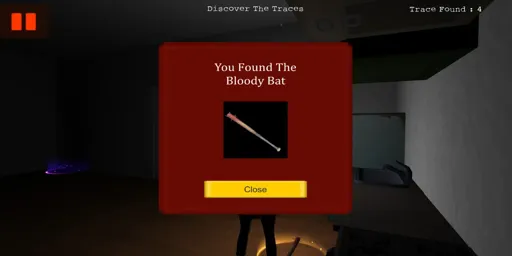 Discover The Traces
Trace Found : 4
You Found The
Bloody Bat
Close